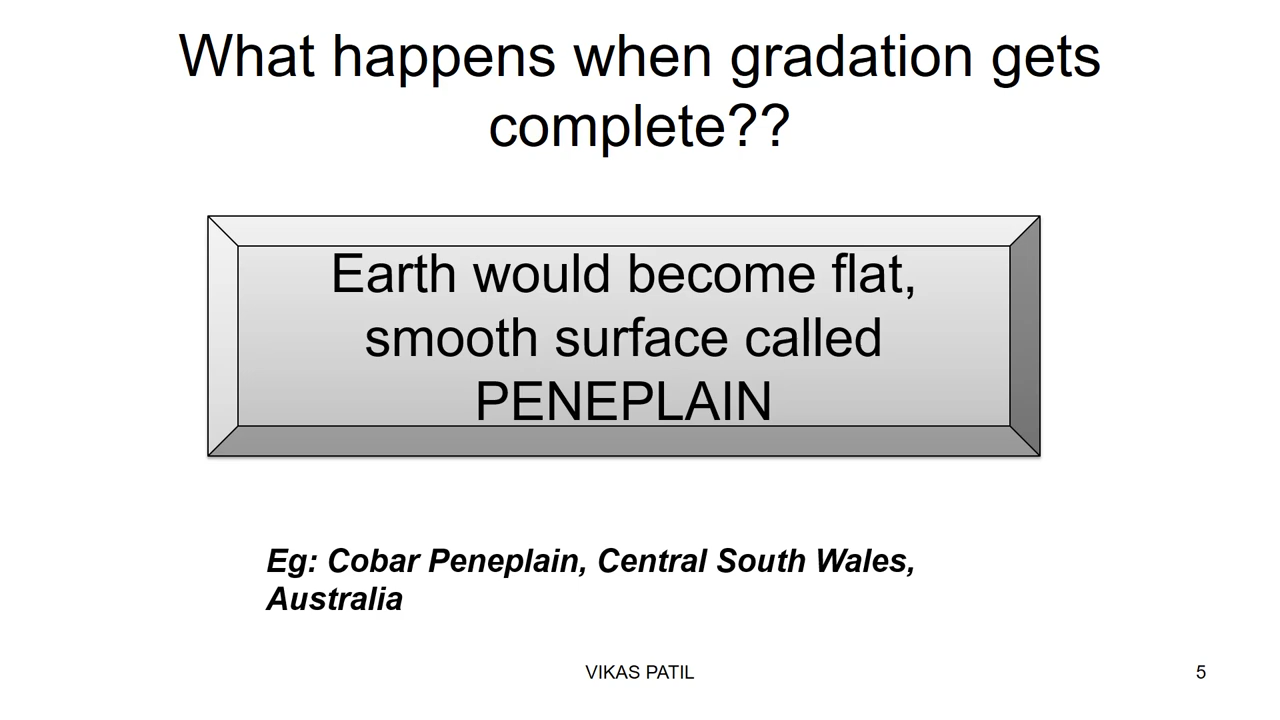 What happens when gradation gets
complete??
Earth would become flat,
smooth surface called
PENEPLAIN
Eg: Cobar Peneplain, Central South Wales,
Australia
VIKAS PATIL
5